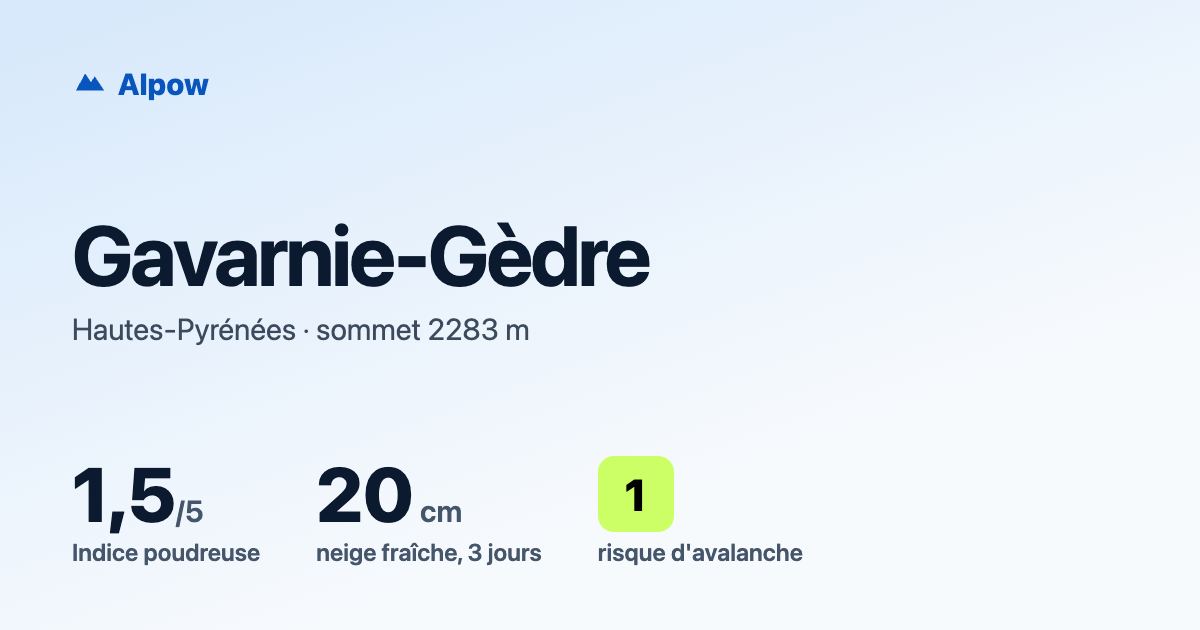 Alpow
Gavarnie-Gèdre
Hautes-Pyrénées · sommet 2283 m
1,5/5
Indice poudreuse
20 cm
neige fraîche, 3 jours
1
risque d'avalanche